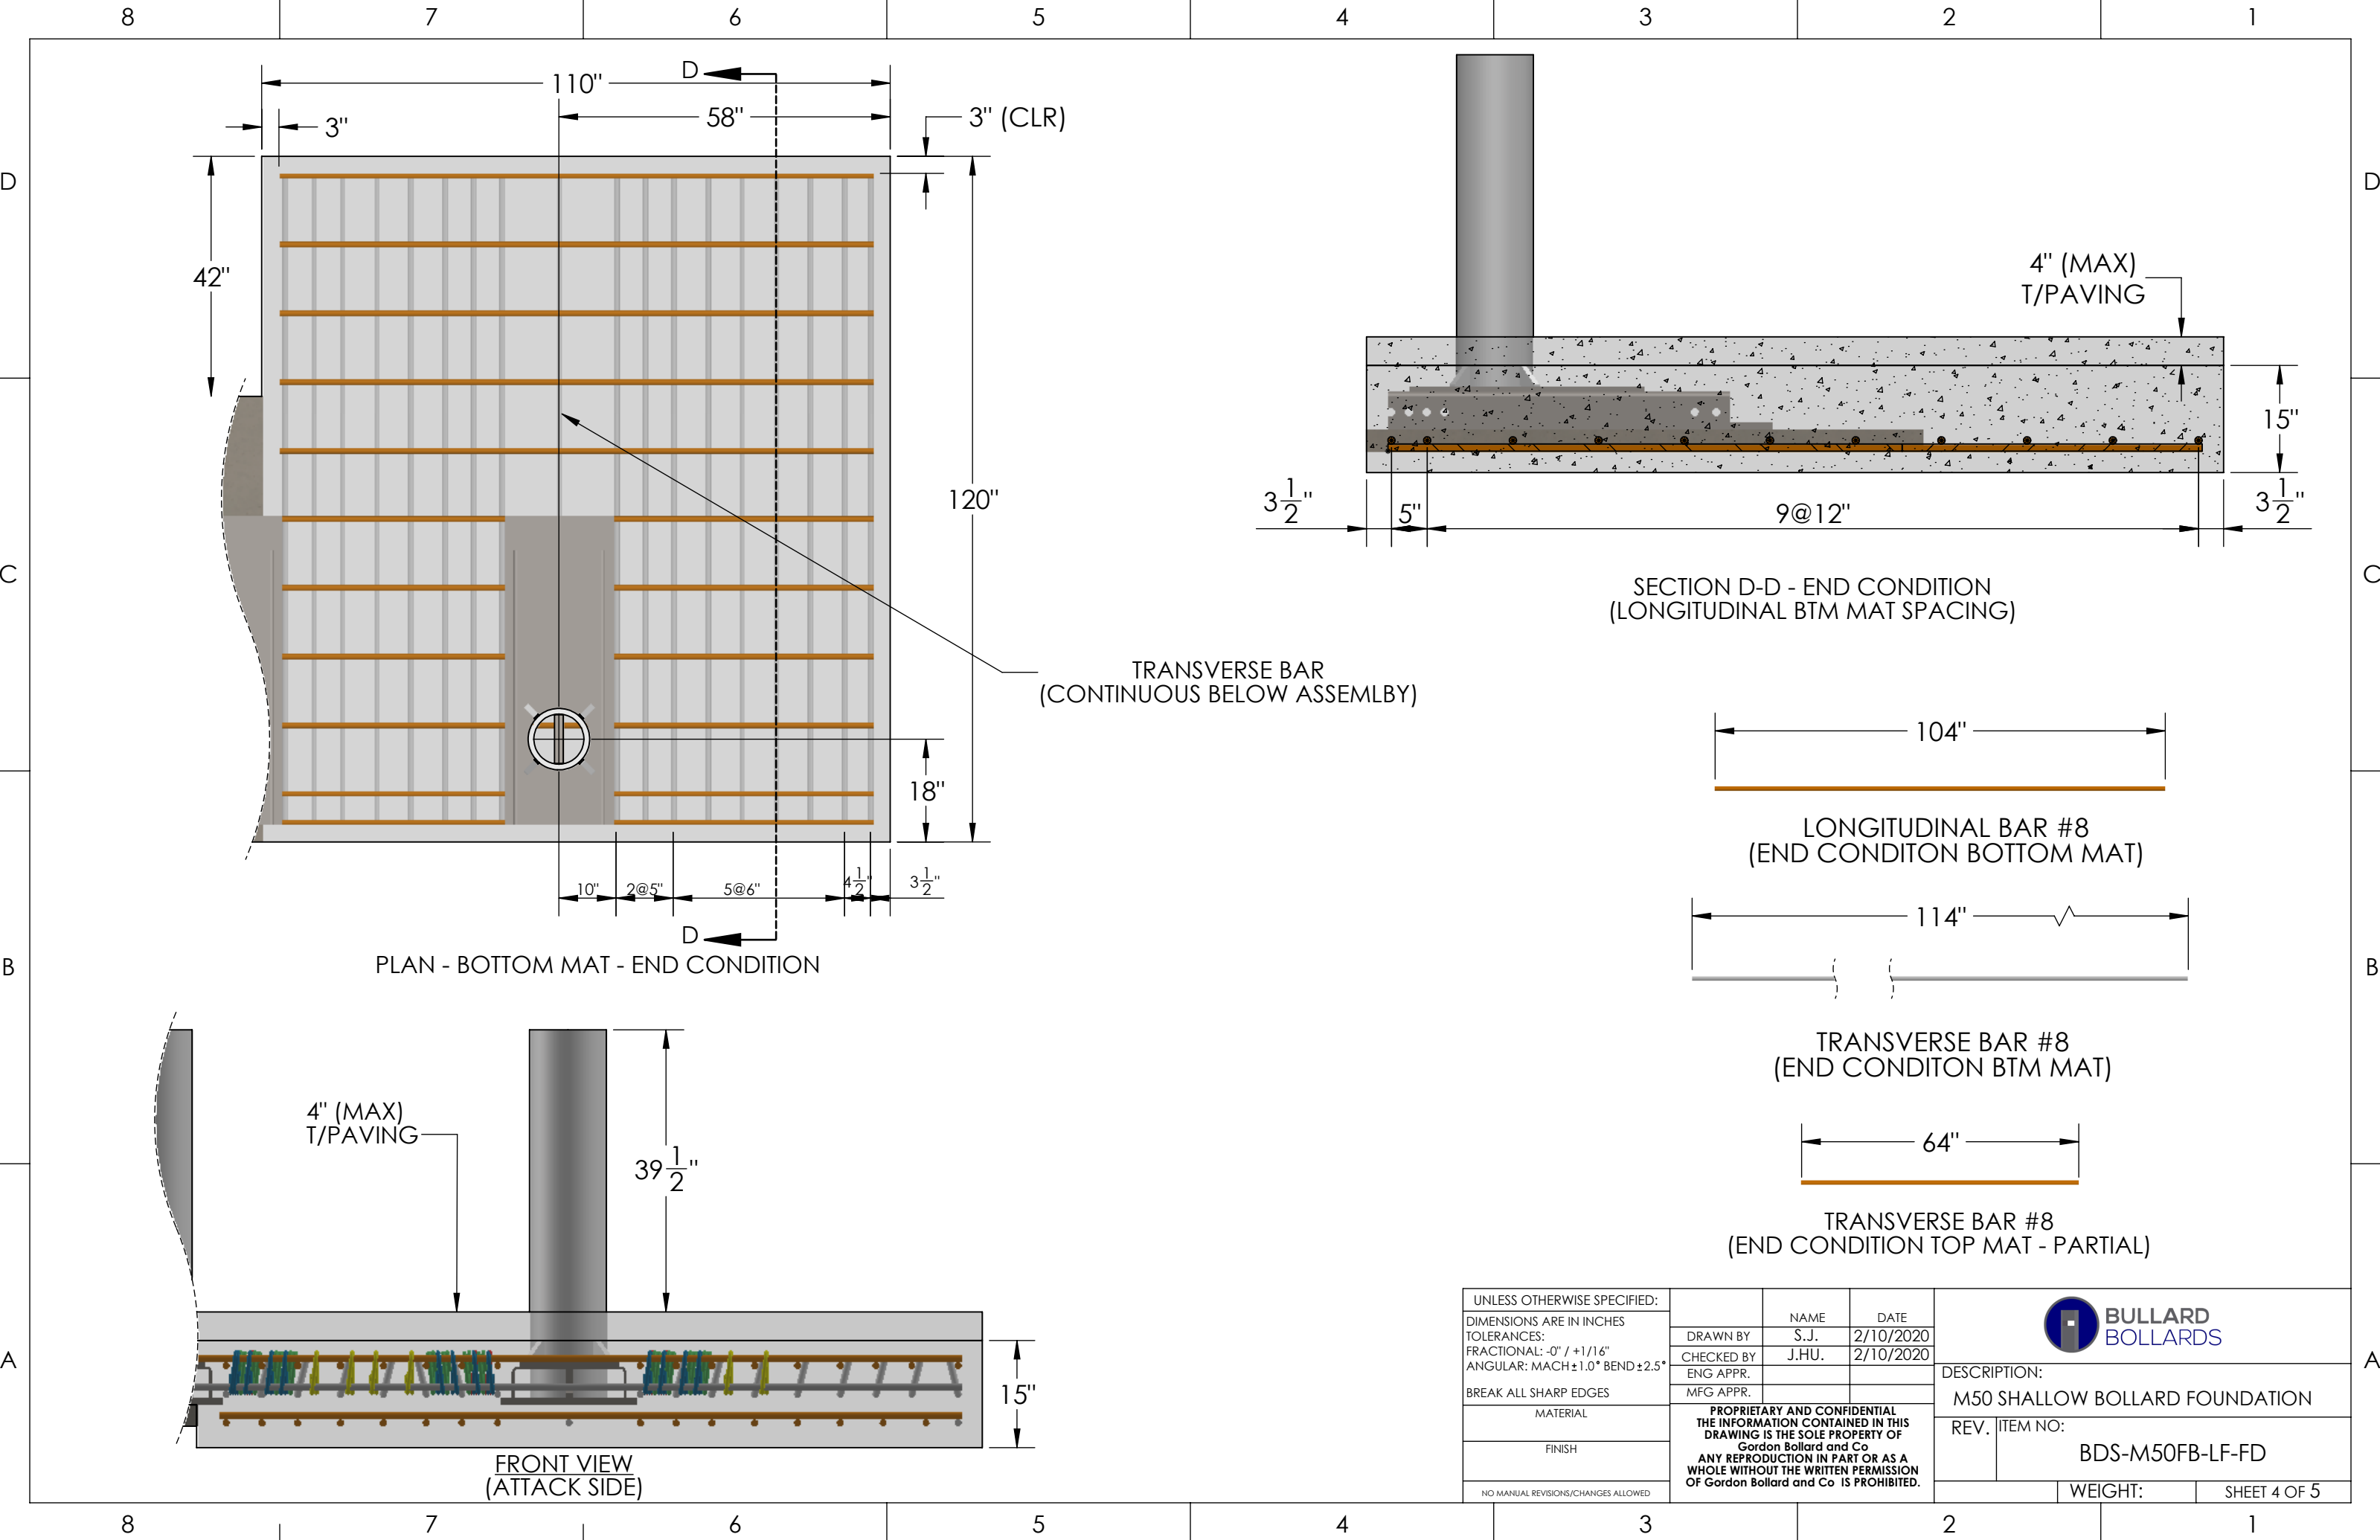 8 7 6 5 4 3 2 1
D
D
C
C
B
B
A
A
110"
D
58"
3" (CLR)
3"
42"
120"
TRANSVERSE BAR
(CONTINUOUS BELOW ASSEMLBY)
18"
10"
2@5"
5@6"
4 1/2"
3 1/2"
D
PLAN - BOTTOM MAT - END CONDITION
4" (MAX)
T/PAVING
15"
3 1/2"
5"
9@12"
3 1/2"
SECTION D-D - END CONDITION
(LONGITUDINAL BTM MAT SPACING)
104"
LONGITUDINAL BAR #8
(END CONDITON BOTTOM MAT)
114"
TRANSVERSE BAR #8
(END CONDITON BTM MAT)
64"
TRANSVERSE BAR #8
(END CONDITION TOP MAT - PARTIAL)
4" (MAX)
T/PAVING
39 1/2"
15"
FRONT VIEW
(ATTACK SIDE)
UNLESS OTHERWISE SPECIFIED:
DIMENSIONS ARE IN INCHES
TOLERANCES:
FRACTIONAL: -0" / +1/16"
ANGULAR: MACH±1.0° BEND±2.5°
BREAK ALL SHARP EDGES
MATERIAL
FINISH
NO MANUAL REVISIONS/CHANGES ALLOWED
NAME DATE
DRAWN BY S.J. 2/10/2020
CHECKED BY J.HU. 2/10/2020
ENG APPR.
MFG APPR.
PROPRIETARY AND CONFIDENTIAL
THE INFORMATION CONTAINED IN THIS
DRAWING IS THE SOLE PROPERTY OF
Gordon Bollard and Co
ANY REPRODUCTION IN PART OR AS A
WHOLE WITHOUT THE WRITTEN PERMISSION
OF Gordon Bollard and Co IS PROHIBITED.
BULLARD
BOLLARDS
DESCRIPTION:
M50 SHALLOW BOLLARD FOUNDATION
REV. ITEM NO:
BDS-M50FB-LF-FD
WEIGHT: SHEET 4 OF 5
8 7 6 5 4 3 2 1